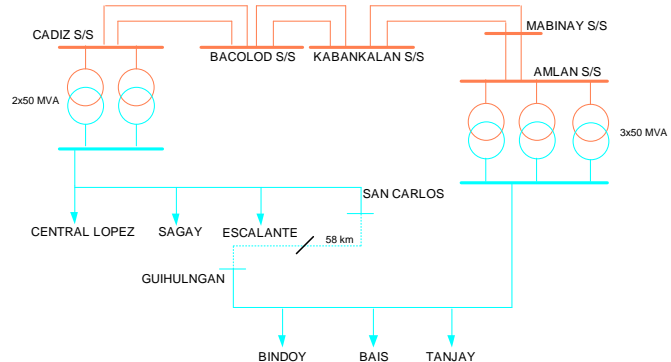 MABINAY S/S
CADIZ S/S
BACOLOD S/S
KABANKALAN S/S
AMLAN S/S
2x50 MVA
3x50 MVA
SAN CARLOS
CENTRAL LOPEZ
SAGAY
ESCALANTE
58 km
GUIHULNGAN
BINDOY
BAIS
TANJAY